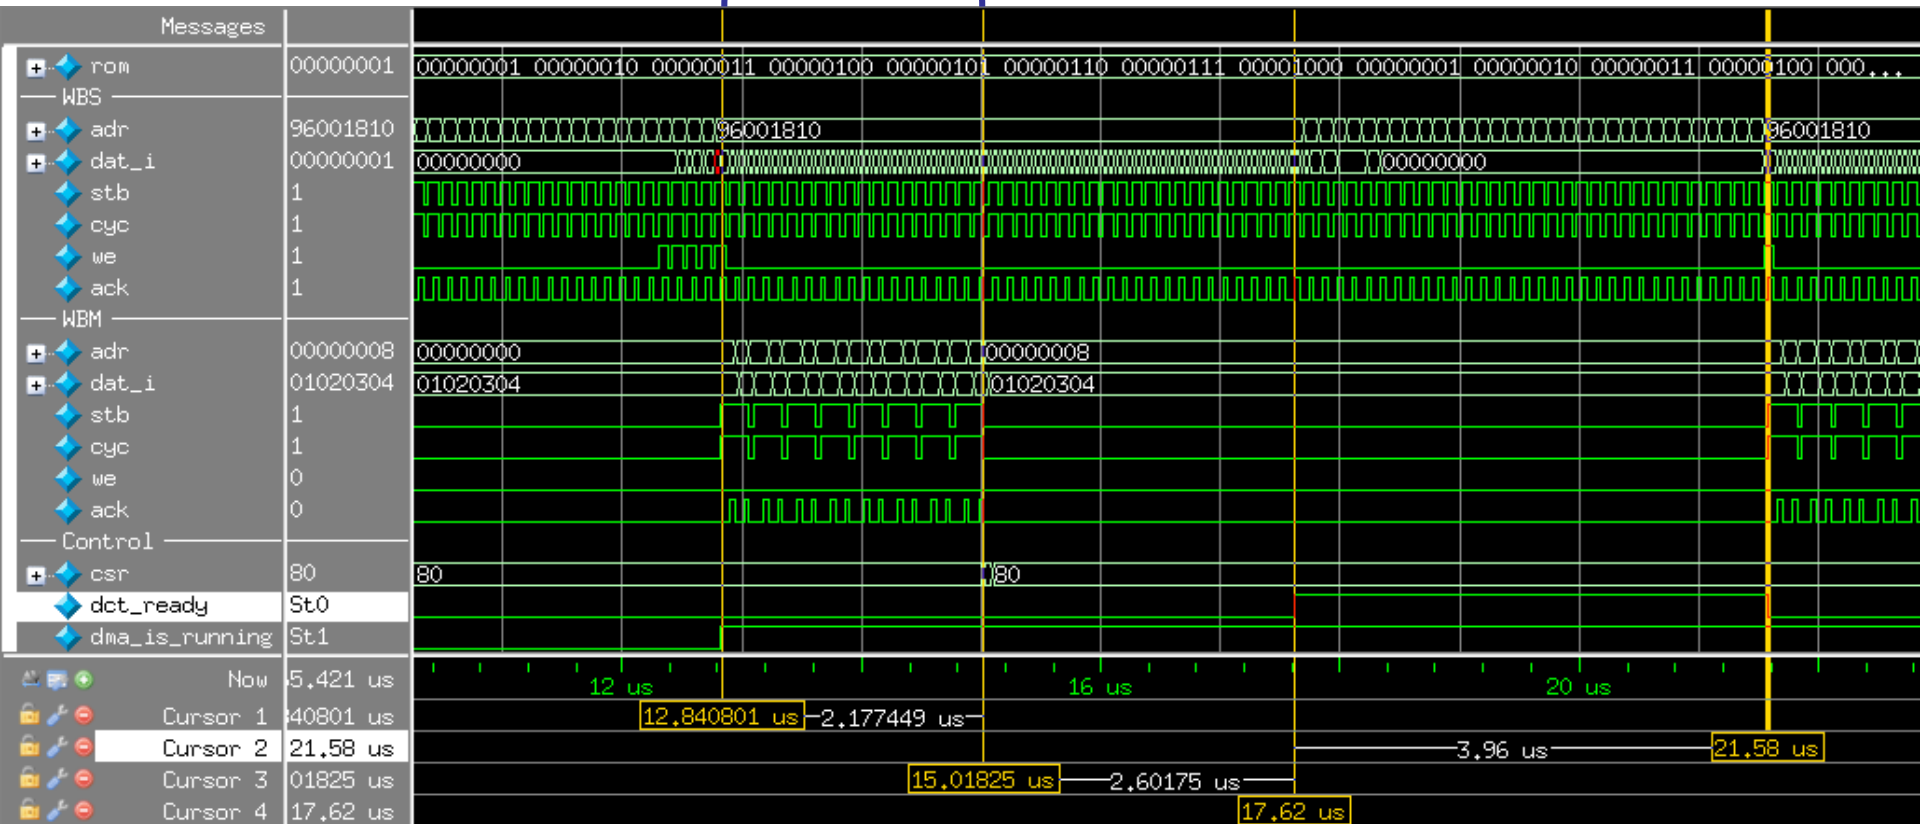 Messages
rom 00000001 00000001 00000010 00000011 00000100 00000101 00000110 00000111 00001000 00000001 00000010 00000011 00000100 000...
WBS
adr 96001810 96001810 96001810
dat_i 00000001 00000000 00000000
stb 1
cyc 1
we 1
ack 1
WBM
adr 00000008 00000000 00000008
dat_i 01020304 01020304 01020304
stb 1
cyc 1
we 0
ack 0
Control
csr 80 80 80
dct_ready St0
dma_is_running St1
Now 5.421 us 12 us 16 us 20 us
Cursor 1 40801 us 12.840801 us 2.177449 us
Cursor 2 21.58 us 3.96 us 21.58 us
Cursor 3 01825 us 15.01825 us 2.60175 us
Cursor 4 17.62 us 17.62 us